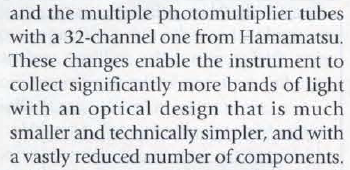 and the multiple photomultiplier tubes
with a 32-channel one from Hamamatsu.
These changes enable the instrument to
collect significantly more bands of light
with an optical design that is much
smaller and technically simpler, and with
a vastly reduced number of components.